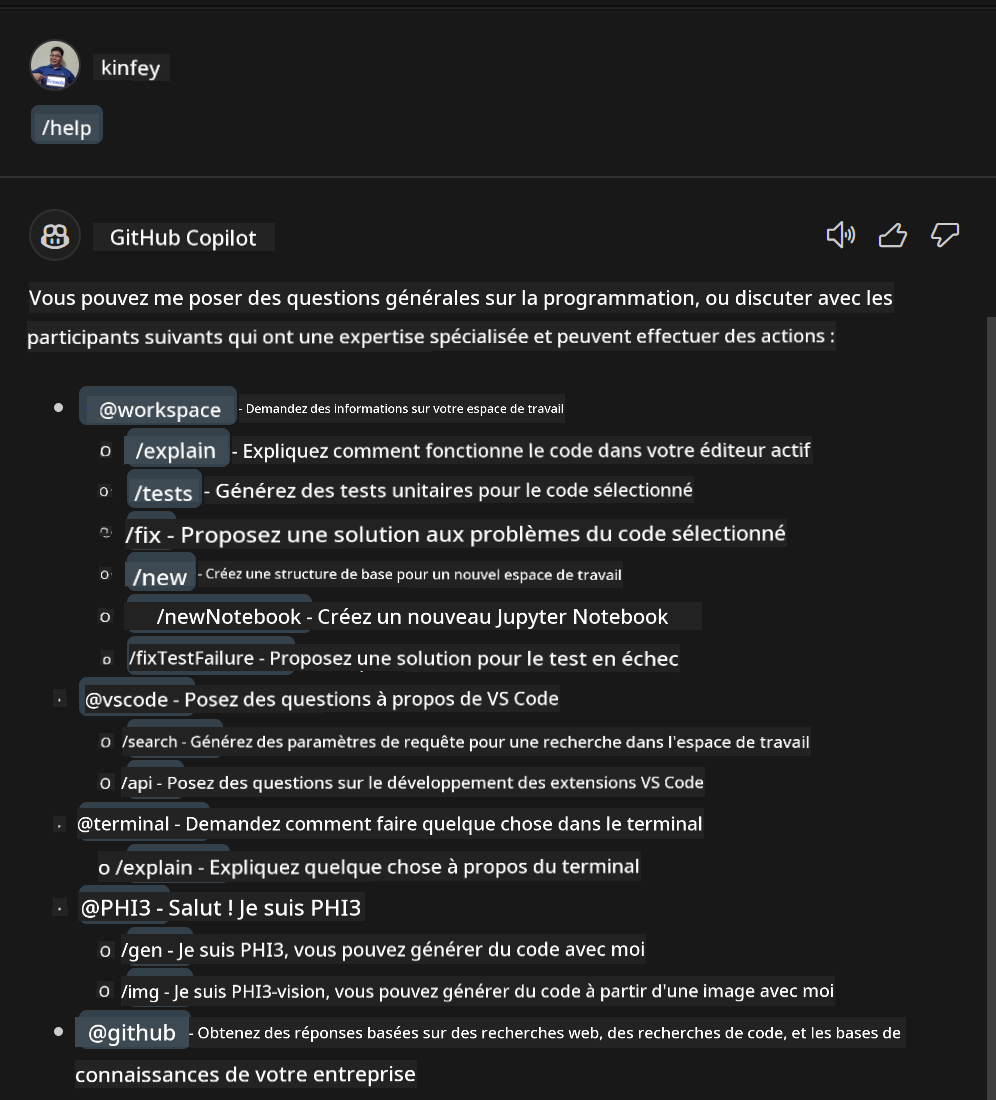 kinfey
/help
GitHub Copilot
Vous pouvez me poser des questions générales sur la programmation, ou discuter avec les
participants suivants qui ont une expertise spécialisée et peuvent effectuer des actions :
@workspace - Demandez des informations sur votre espace de travail
/explain - Expliquez comment fonctionne le code dans votre éditeur actif
/tests - Générez des tests unitaires pour le code sélectionné
/fix - Proposez une solution aux problèmes du code sélectionné
/new - Créez une structure de base pour un nouvel espace de travail
/newNotebook - Créez un nouveau Jupyter Notebook
/fixTestFailure - Proposez une solution pour le test en échec
@vscode - Posez des questions à propos de VS Code
/search - Générez des paramètres de requête pour une recherche dans l'espace de travail
/api - Posez des questions sur le développement des extensions VS Code
@terminal - Demandez comment faire quelque chose dans le terminal
o /explain - Expliquez quelque chose à propos du terminal
@PHI3 - Salut ! Je suis PHI3
/gen - Je suis PHI3, vous pouvez générer du code avec moi
/img - Je suis PHI3-vision, vous pouvez générer du code à partir d'une image avec moi
@github - Obtenez des réponses basées sur des recherches web, des recherches de code, et les bases de
connaissances de votre entreprise